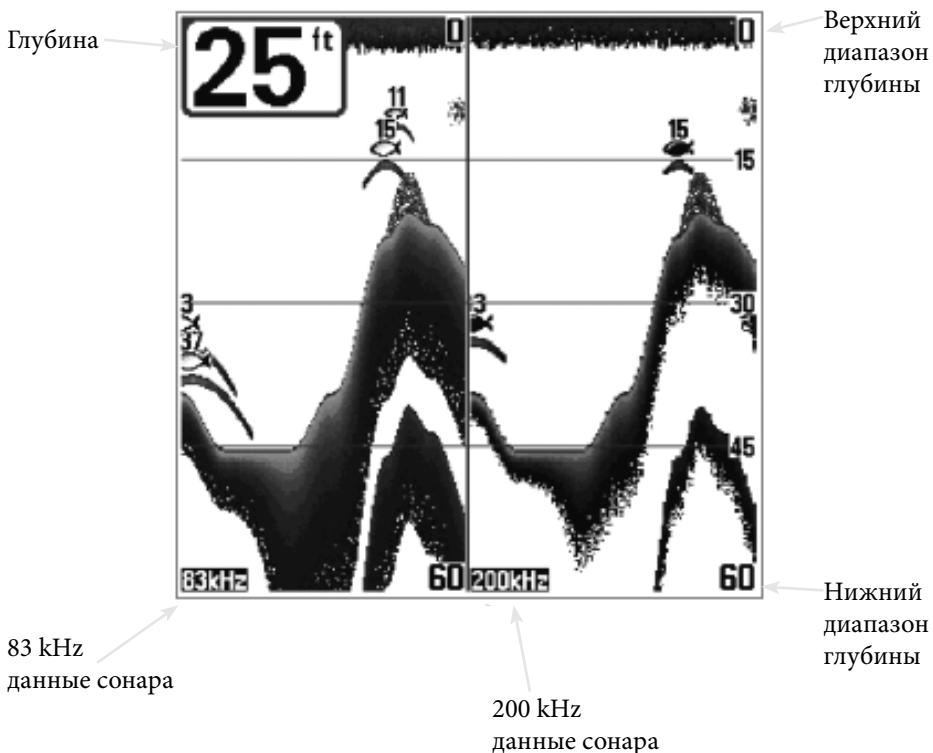 Глубина
Верхний
диапазон
глубины
25 ft
0
0
11
15
15
15
3
37
3
30
45
83kHz
60
200kHz
60
Нижний
диапазон
глубины
83 kHz
данные сонара
200 kHz
данные сонара